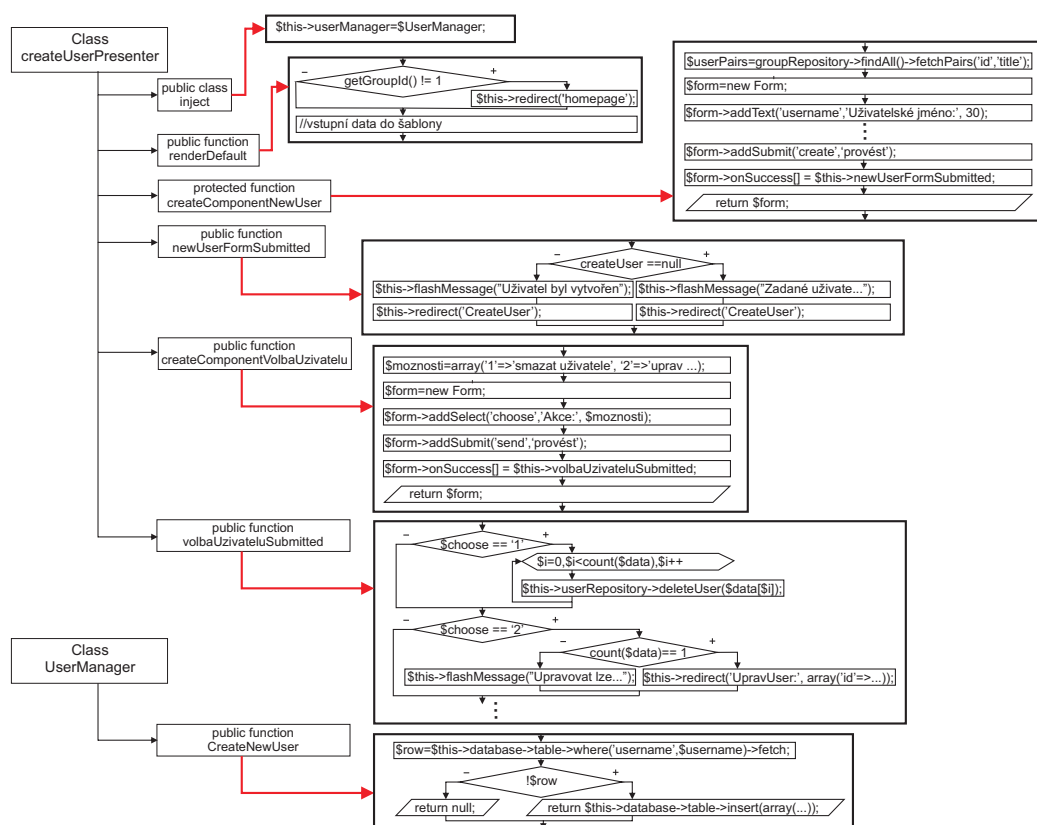 Class
createUserPresenter
public class
inject
$this->userManager=$UserManager;
public function
renderDefault
−
+
getGroupId() != 1
$this->redirect('homepage');
//vstupní data do šablony
protected function
createComponentNewUser
$userPairs=groupRepository->findAll()->fetchPairs('id','title');
$form=new Form;
$form->addText('username','Uživatelské jméno:', 30);
$form->addSubmit('create','provést');
$form->onSuccess[] = $this->newUserFormSubmitted;
return $form;
public function
newUserFormSubmitted
−
+
createUser ==null
$this->flashMessage("Uživatel byl vytvořen");
$this->flashMessage("Zadané uživate...");
$this->redirect('CreateUser');
$this->redirect('CreateUser');
public function
createComponentVolbaUzivatelu
$moznosti=array('1'=>'smazat uživatele', '2'=>'uprav ...);
$form=new Form;
$form->addSelect('choose','Akce:', $moznosti);
$form->addSubmit('send','provést');
$form->onSuccess[] = $this->volbaUzivateluSubmitted;
return $form;
public function
volbaUzivateluSubmitted
−
+
$choose == '1'
$i=0,$i<count($data),$i++
$this->userRepository->deleteUser($data[$i]);
−
+
$choose == '2'
−
+
count($data)== 1
$this->flashMessage("Upravovat lze...");
$this->redirect('UpravUser:', array('id'=>...));
Class
UserManager
public function
CreateNewUser
$row=$this->database->table->where('username',$username)->fetch;
−
+
!$row
return null;
return $this->database->table->insert(array(...));